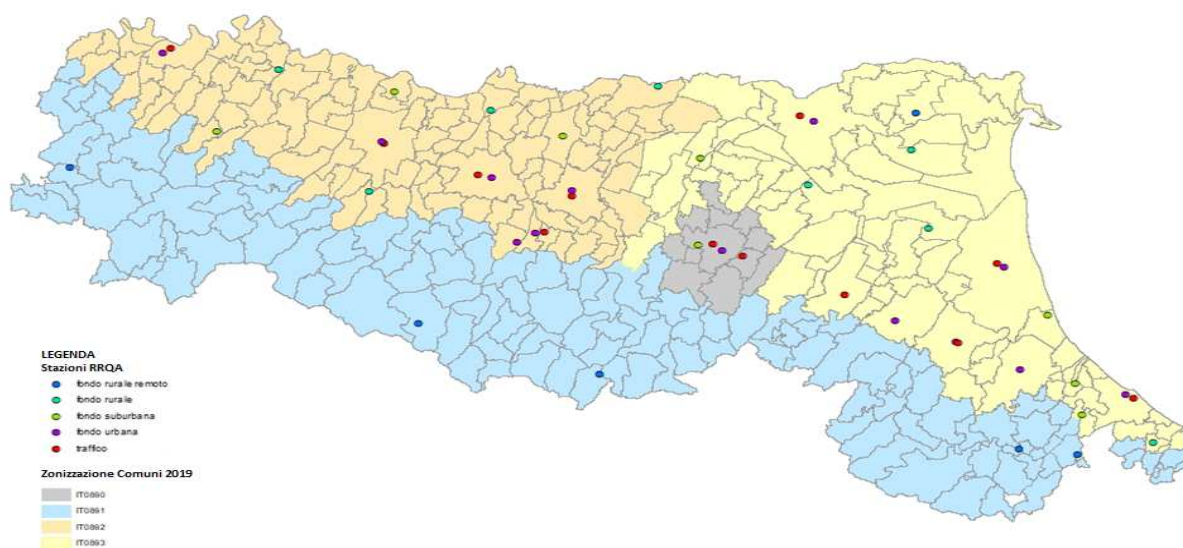 LEGENDA
Stazioni RRQA
fondo rurale remoto
fondo rurale
fondo suburbana
fondo urbana
traffico
Zonizzazione Comuni 2019
IT0890
IT0891
IT0892
IT0893